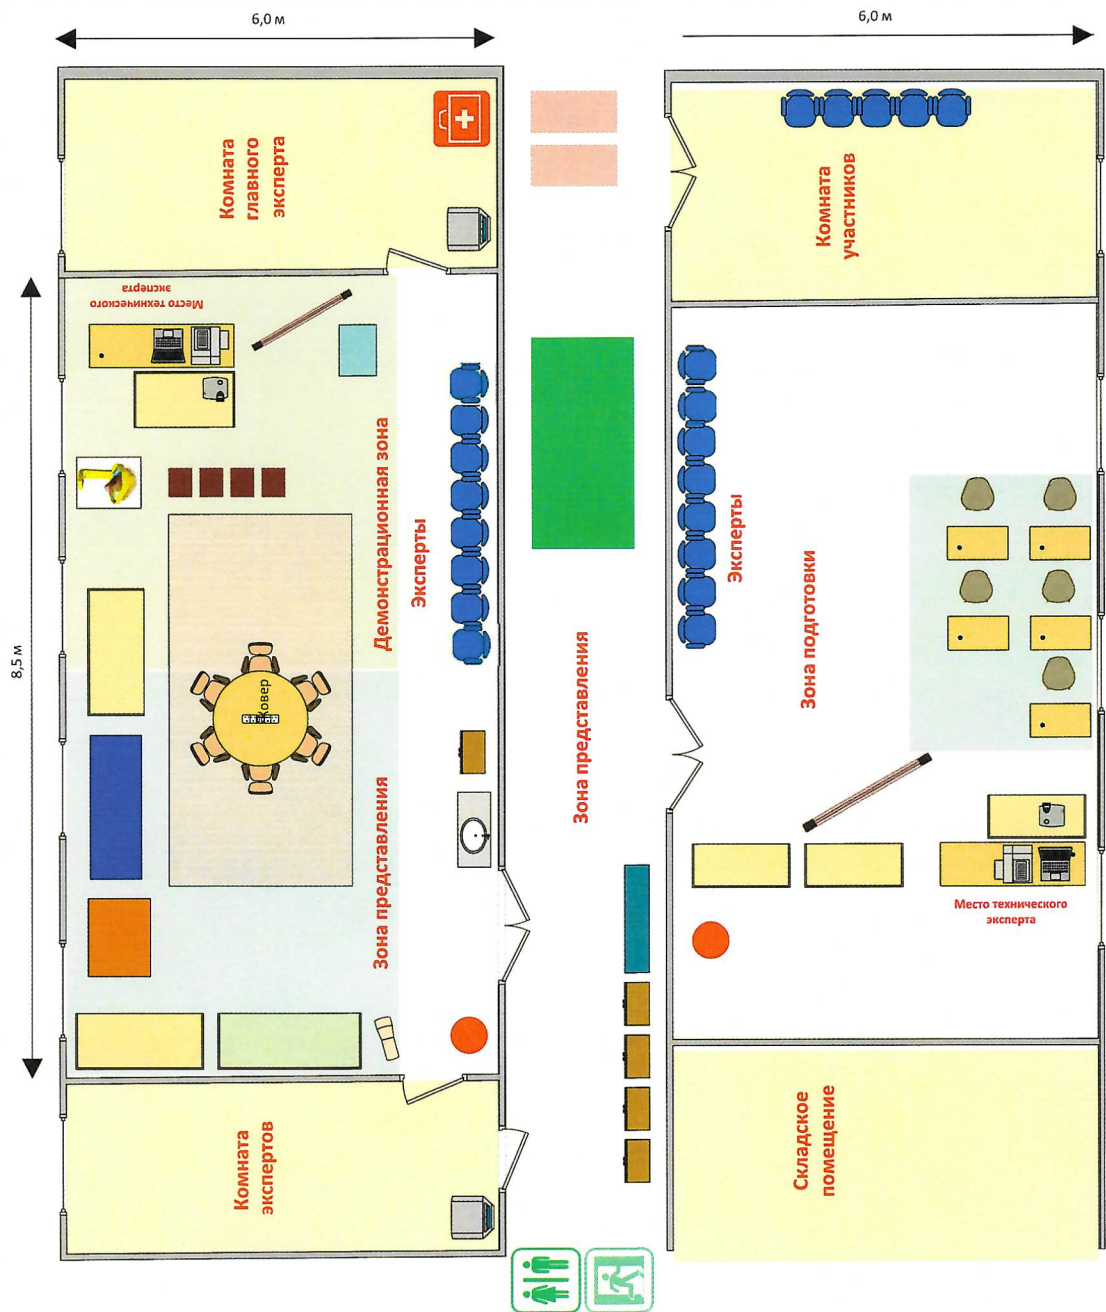 6,0 м
6,0 м
Комната
главного
эксперта
Комната
участников
Место технического
эксперта
8,5 м
Демонстрационная зона
Эксперты
Эксперты
Зона подготовки
Ковер
Зона представления
Зона представления
Место технического
эксперта
Комната
экспертов
Складское
помещение